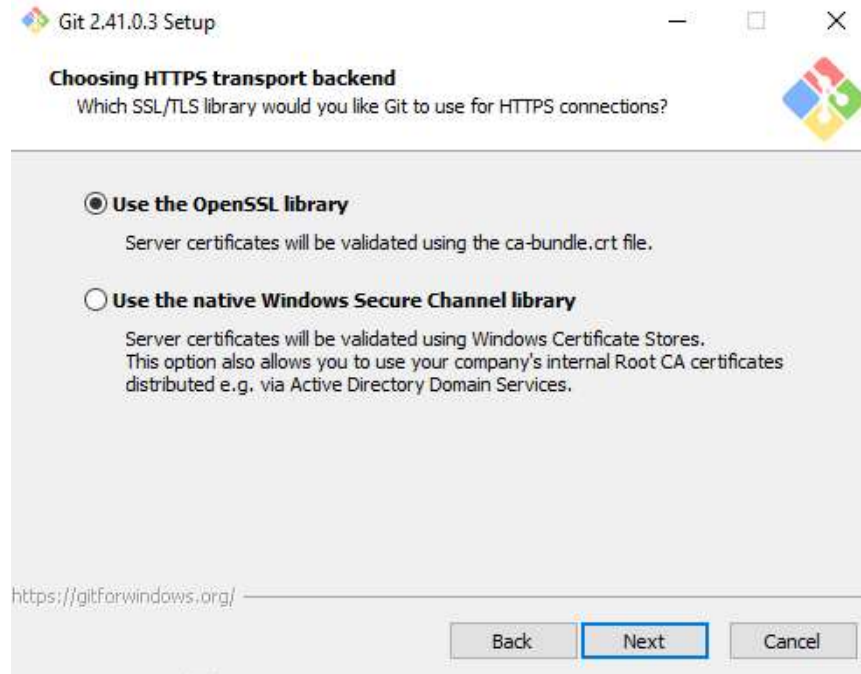 Git 2.41.0.3 Setup
Choosing HTTPS transport backend
Which SSL/TLS library would you like Git to use for HTTPS connections?
Use the OpenSSL library
Server certificates will be validated using the ca-bundle.crt file.
Use the native Windows Secure Channel library
Server certificates will be validated using Windows Certificate Stores.
This option also allows you to use your company's internal Root CA certificates
distributed e.g. via Active Directory Domain Services.
https://gitforwindows.org/
Back Next Cancel